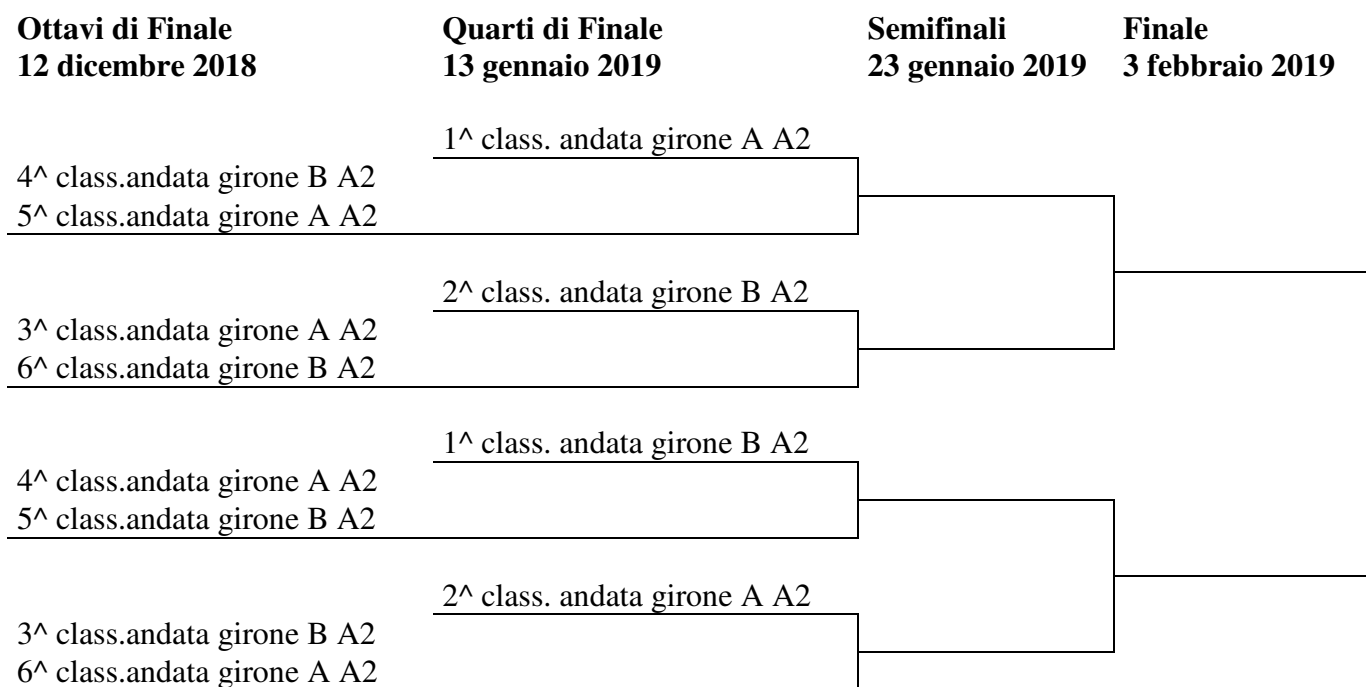 Ottavi di Finale Quarti di Finale Semifinali Finale
12 dicembre 2018 13 gennaio 2019 23 gennaio 2019 3 febbraio 2019
1^ class. andata girone A A2
4^ class.andata girone B A2
5^ class.andata girone A A2
2^ class. andata girone B A2
3^ class.andata girone A A2
6^ class.andata girone B A2
1^ class. andata girone B A2
4^ class.andata girone A A2
5^ class.andata girone B A2
2^ class. andata girone A A2
3^ class.andata girone B A2
6^ class.andata girone A A2